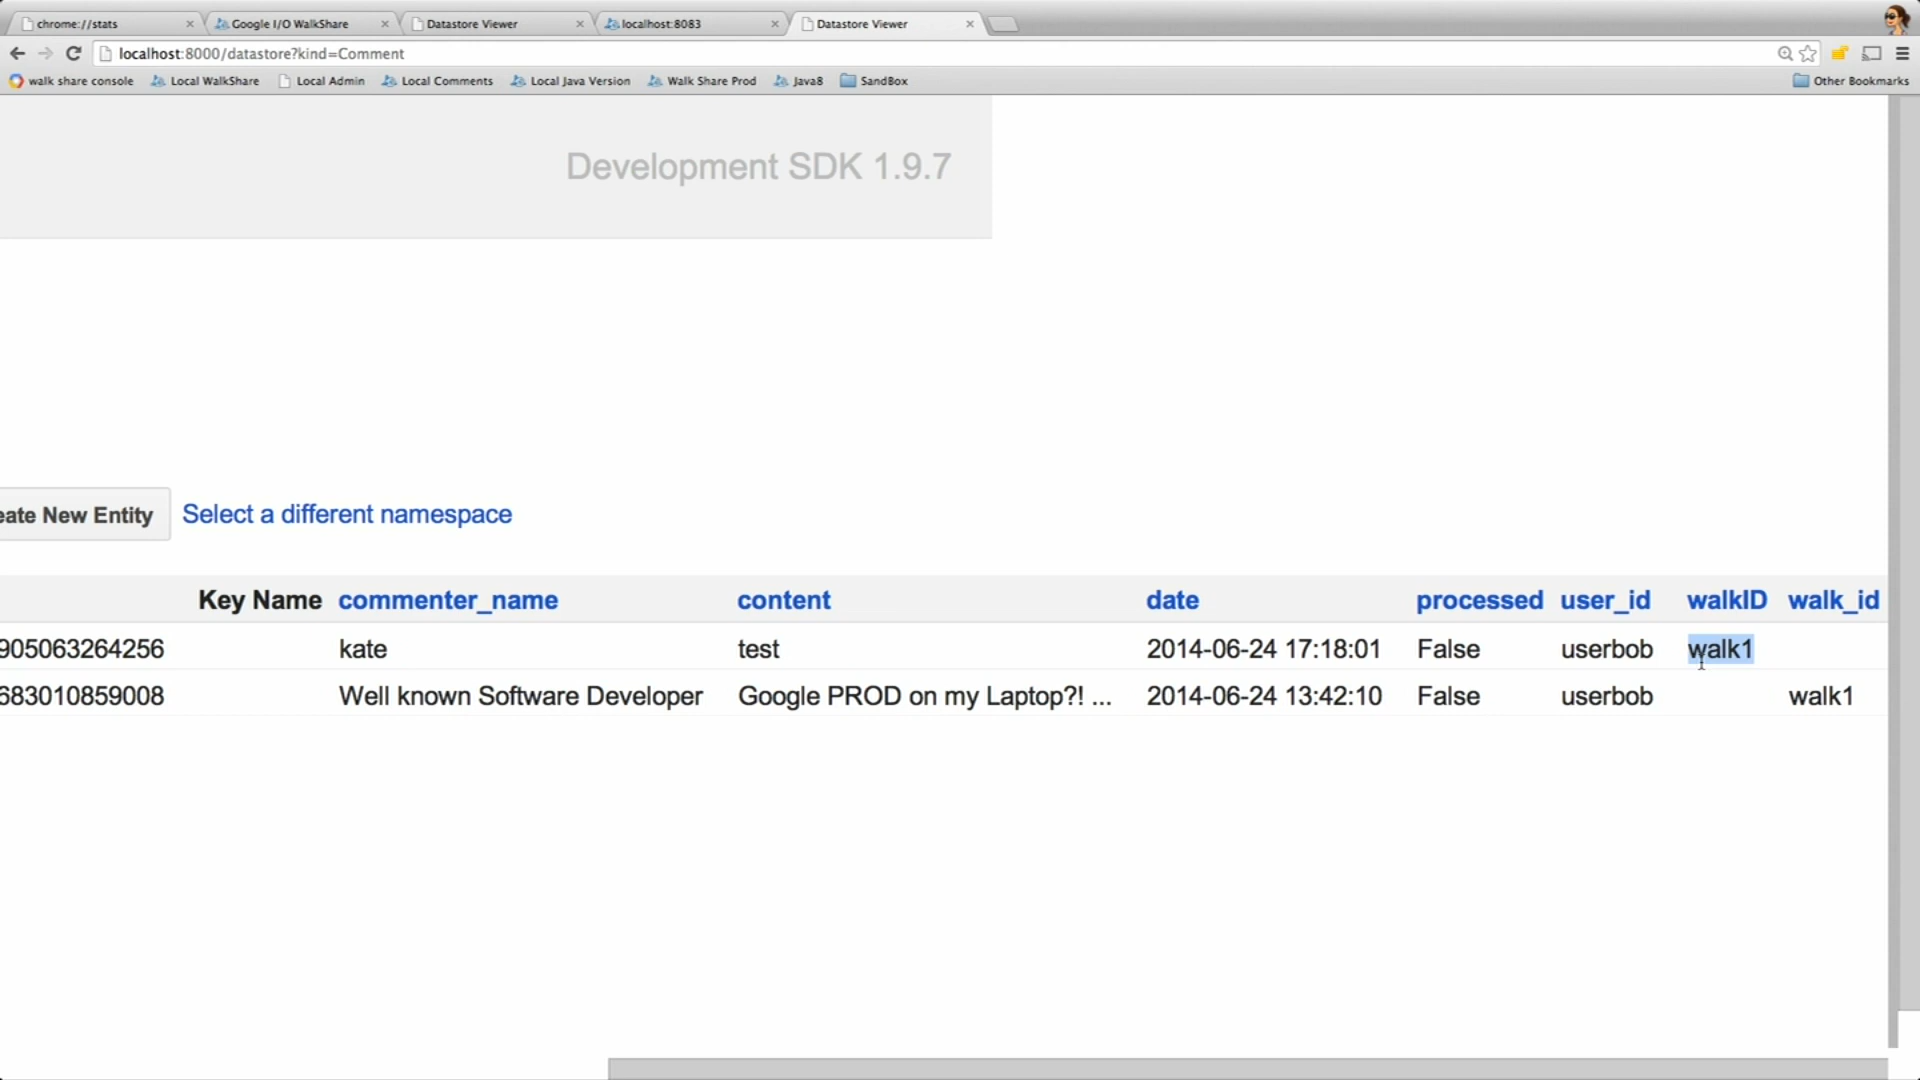 chrome://stats
Google I/O WalkShare
Datastore Viewer
localhost:8083
Datastore Viewer
localhost:8000/datastore?kind=Comment
walk share console
Local WalkShare
Local Admin
Local Comments
Local Java Version
Walk Share Prod
Java8
SandBox
Other Bookmarks
Development SDK 1.9.7
eate New Entity
Select a different namespace
Key Name commenter_name content date processed user_id walkID walk_id
905063264256 kate test 2014-06-24 17:18:01 False userbob walk1
683010859008 Well known Software Developer Google PROD on my Laptop?! ... 2014-06-24 13:42:10 False userbob walk1